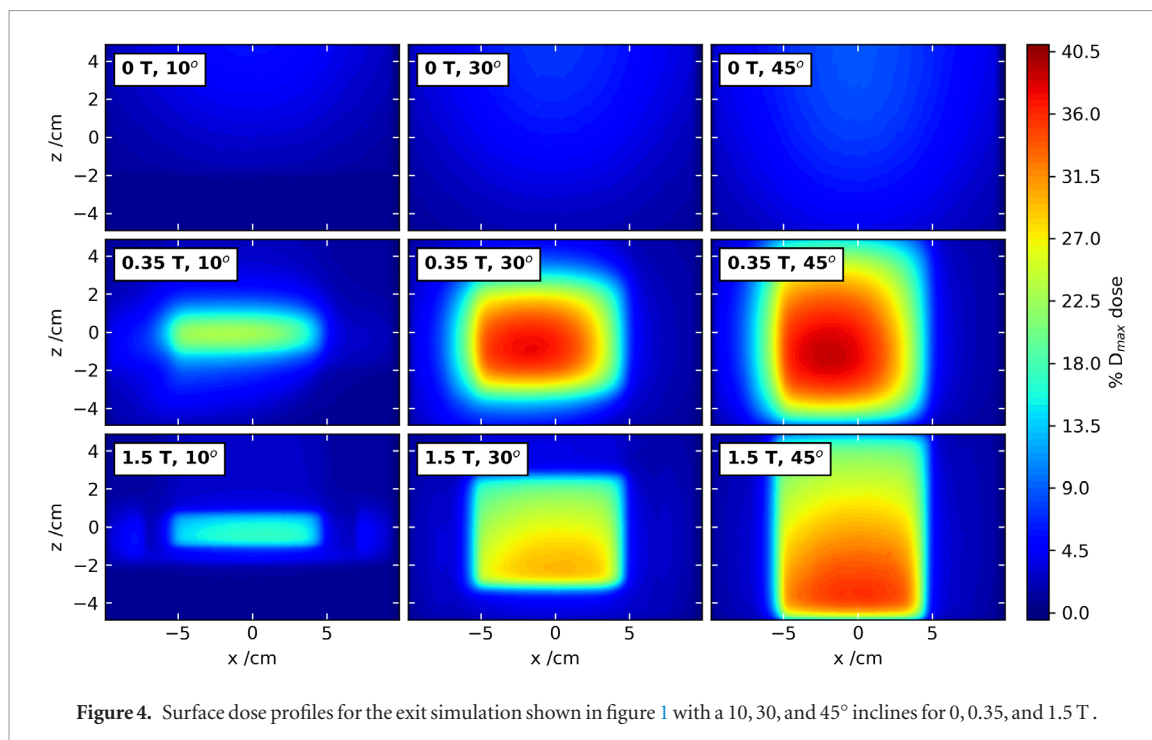 0 T, 10° 0 T, 30° 0 T, 45°
4
2
0
−2
−4
z /cm
0.35 T, 10° 0.35 T, 30° 0.35 T, 45°
4
2
0
−2
−4
z /cm
1.5 T, 10° 1.5 T, 30° 1.5 T, 45°
4
2
0
−2
−4
z /cm
−5 0 5 −5 0 5 −5 0 5
x /cm x /cm x /cm
40.5
36.0
31.5
27.0
22.5
18.0
13.5
9.0
4.5
0.0
% Dmax dose
Figure 4. Surface dose profiles for the exit simulation shown in figure 1 with a 10, 30, and 45° inclines for 0, 0.35, and 1.5 T .